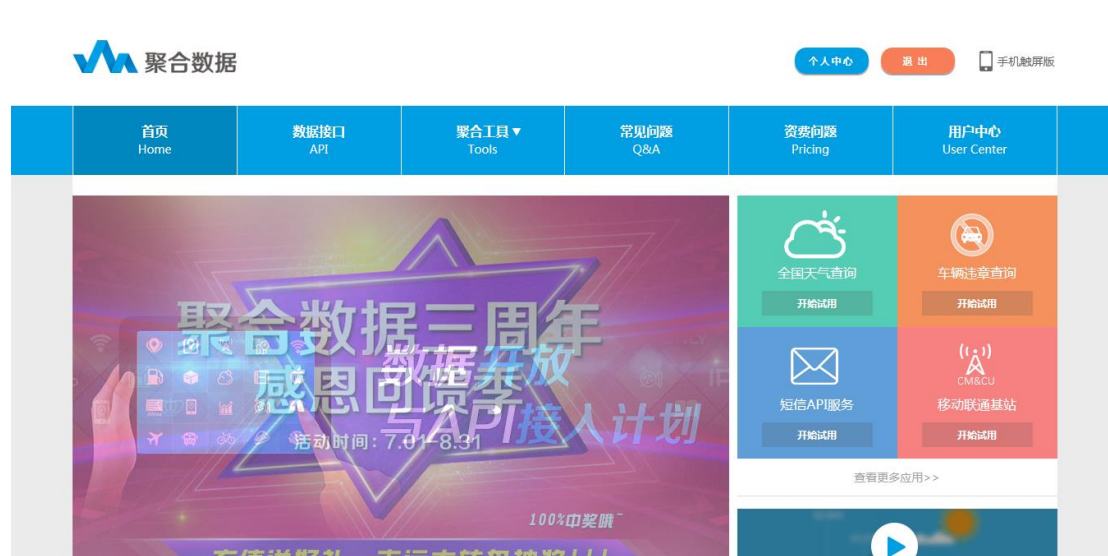 聚合数据
个人中心
退出
手机触屏版
首页
Home
数据接口
API
聚合工具▼
Tools
常见问题
Q&A
资费问题
Pricing
用户中心
User Center
聚合数据三周年
感恩回馈季
数据开放
与API接入计划
活动时间：7.01-8.31
100%中奖哦~
全国天气查询
开始试用
车辆违章查询
开始试用
短信API服务
开始试用
CM&CU
移动联通基站
开始试用
查看更多应用>>